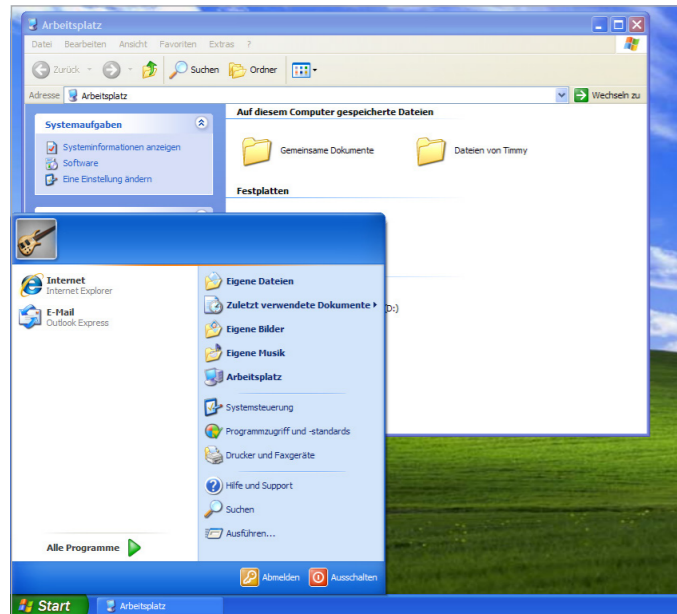 Arbeitsplatz
Datei Bearbeiten Ansicht Favoriten Extras ?
Zurück Suchen Ordner
Adresse Arbeitsplatz Wechseln zu
Systemaufgaben
Systeminformationen anzeigen
Software
Eine Einstellung ändern
Auf diesem Computer gespeicherte Dateien
Gemeinsame Dokumente Dateien von Timmy
Festplatten
(D:)
Internet
Internet Explorer
E-Mail
Outlook Express
Alle Programme
Eigene Dateien
Zuletzt verwendete Dokumente
Eigene Bilder
Eigene Musik
Arbeitsplatz
Systemsteuerung
Programmzugriff und -standards
Drucker und Faxgeräte
Hilfe und Support
Suchen
Ausführen...
Abmelden Ausschalten
Start Arbeitsplatz